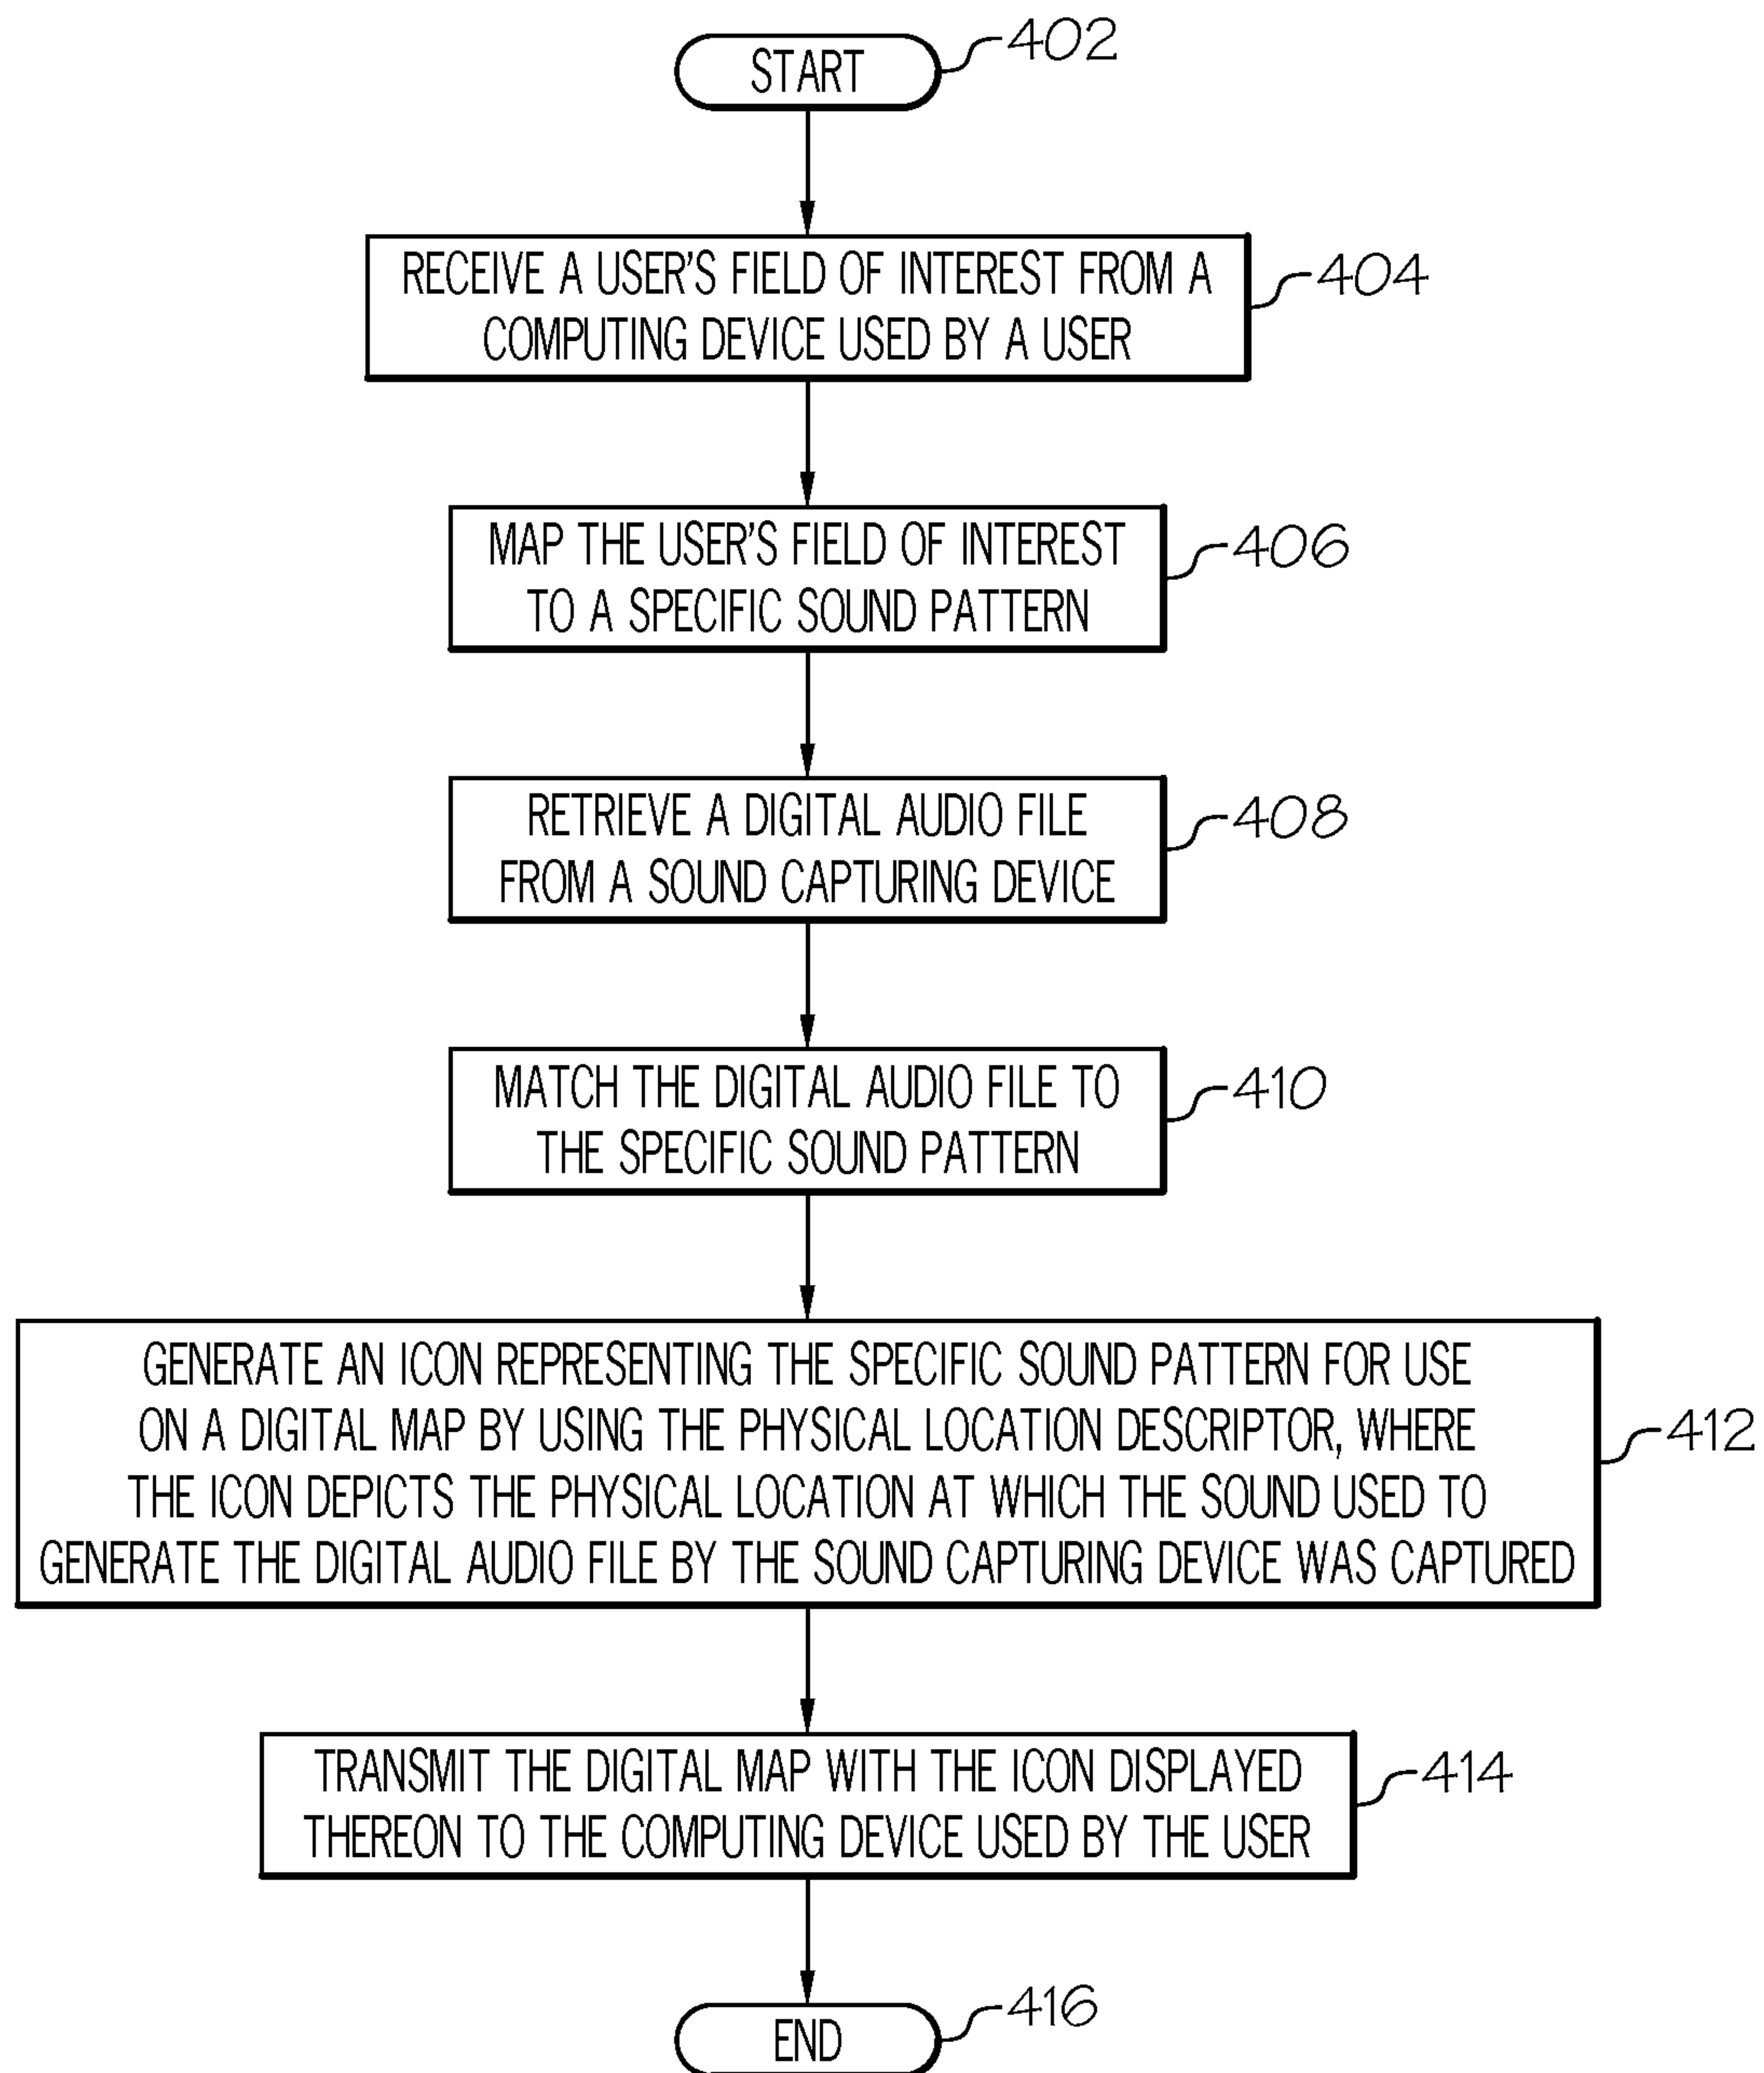 START
402
RECEIVE A USER'S FIELD OF INTEREST FROM A
COMPUTING DEVICE USED BY A USER
404
MAP THE USER'S FIELD OF INTEREST
TO A SPECIFIC SOUND PATTERN
406
RETRIEVE A DIGITAL AUDIO FILE
FROM A SOUND CAPTURING DEVICE
408
MATCH THE DIGITAL AUDIO FILE TO
THE SPECIFIC SOUND PATTERN
410
GENERATE AN ICON REPRESENTING THE SPECIFIC SOUND PATTERN FOR USE
ON A DIGITAL MAP BY USING THE PHYSICAL LOCATION DESCRIPTOR, WHERE
THE ICON DEPICTS THE PHYSICAL LOCATION AT WHICH THE SOUND USED TO
GENERATE THE DIGITAL AUDIO FILE BY THE SOUND CAPTURING DEVICE WAS CAPTURED
412
TRANSMIT THE DIGITAL MAP WITH THE ICON DISPLAYED
THEREON TO THE COMPUTING DEVICE USED BY THE USER
414
END
416